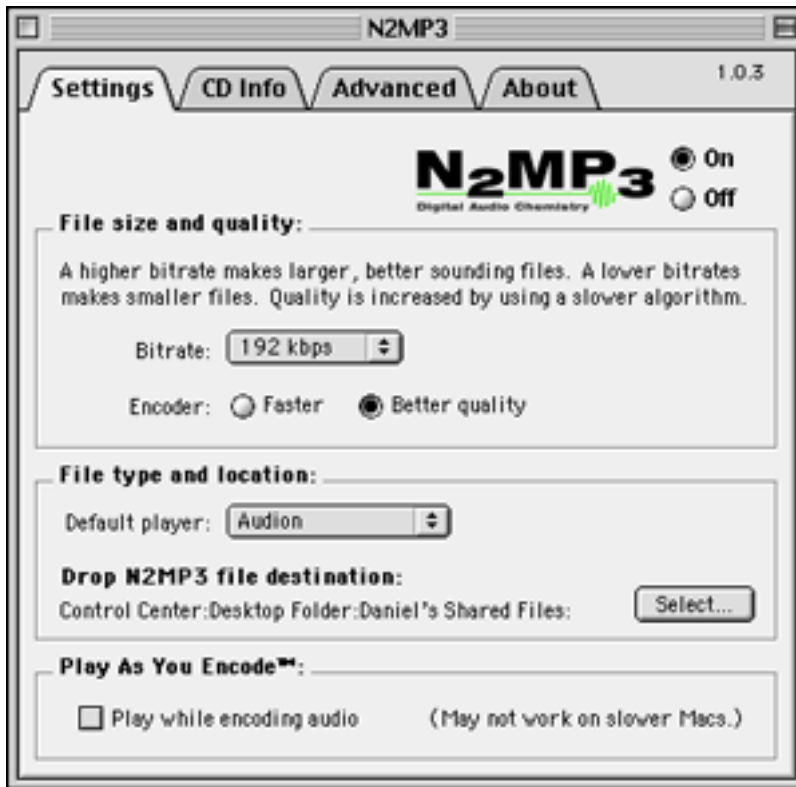 N2MP3
Settings CD Info Advanced About 1.0.3
N2MP3
Digital Audio Chemistry
On
Off
File size and quality:
A higher bitrate makes larger, better sounding files. A lower bitrates
makes smaller files. Quality is increased by using a slower algorithm.
Bitrate: 192 kbps
Encoder: Faster Better quality
File type and location:
Default player: Audion
Drop N2MP3 file destination:
Control Center:Desktop Folder:Daniel's Shared Files:
Select...
Play As You Encode™:
Play while encoding audio (May not work on slower Macs.)